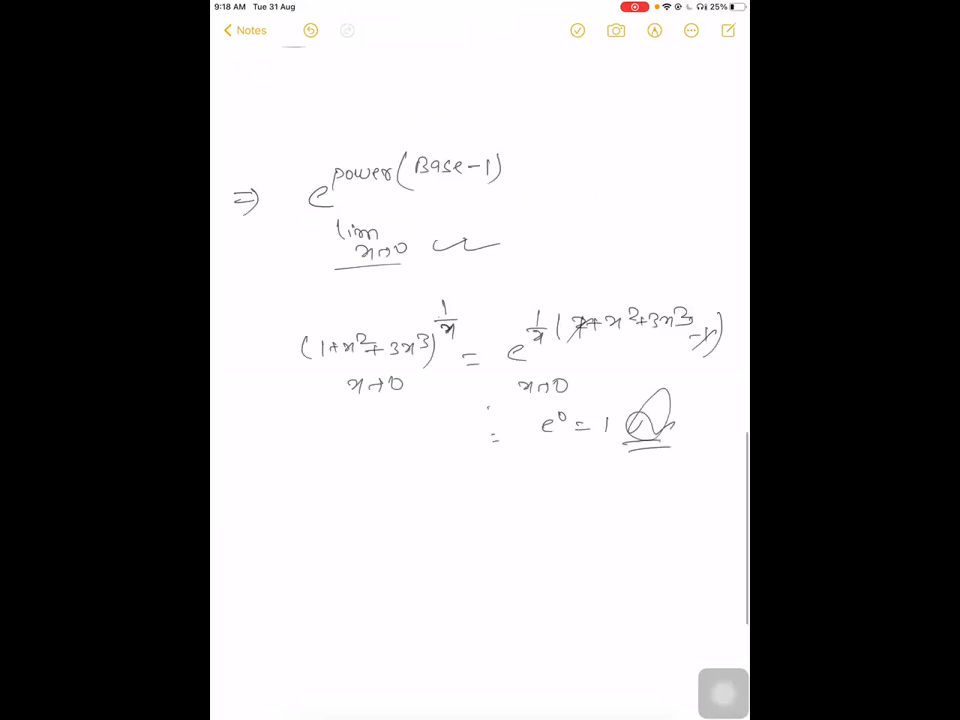 9:18 AM Tue 31 Aug 25%
Notes
⇒ e^power(Base-1)
lim x→0
(1+x²+3x³)^1/x = e^1/x(1+x²+3x³-1)
x→0 x→0
= e⁰ = 1